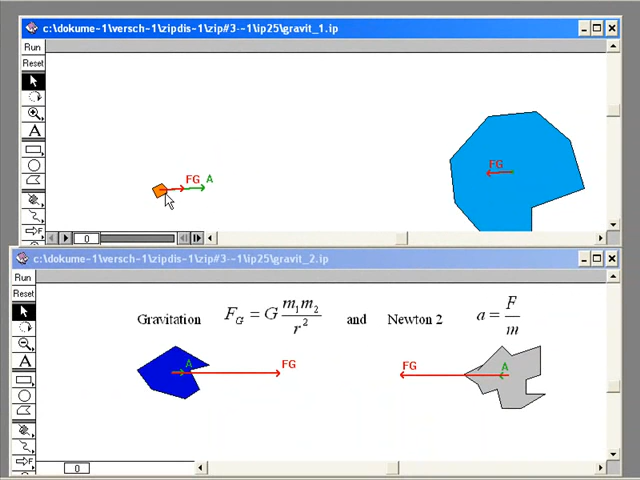 c:\dokume~1\versch~1\zipdis~1\zip#3-~1\ip25\gravit_1.ip
Run
Reset
A
FG A
FG
F
0
c:\dokume~1\versch~1\zipdis~1\zip#3-~1\ip25\gravit_2.ip
Run
Reset
A
F
Gravitation F_G = G m₁m₂ / r² and Newton 2 a = F / m
A FG
FG A
0